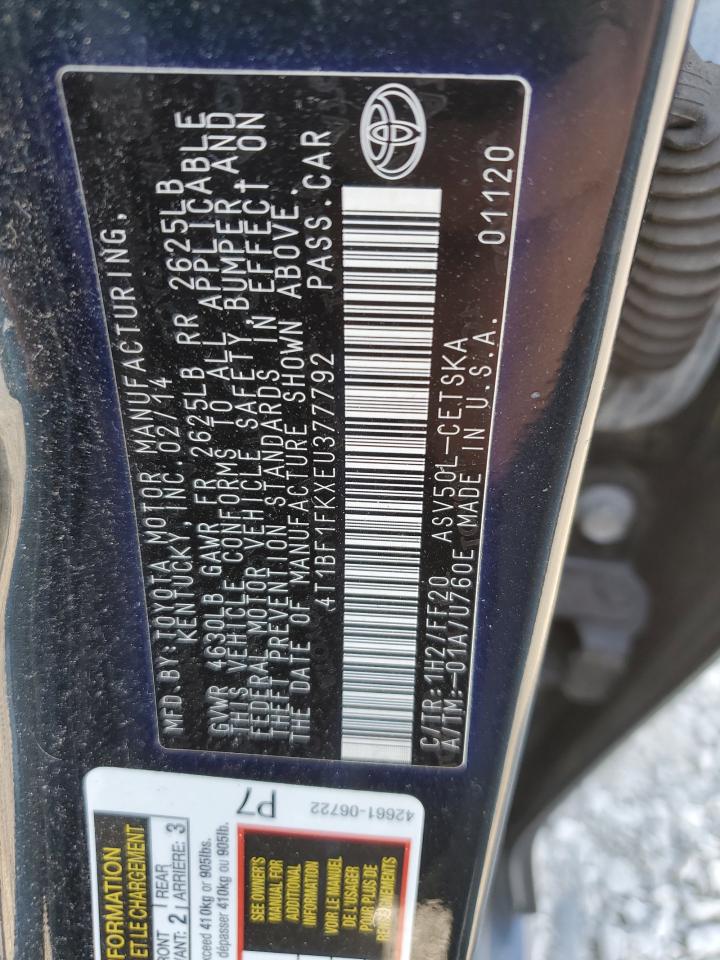 MFD.BY:TOYOTA MOTOR MANUFACTURING,
KENTUCKY, INC. 02/14
GVWR 4630LB GAWR FR 2625LB RR 2625LB
THIS VEHICLE CONFORMS TO ALL APPLICABLE
FEDERAL MOTOR VEHICLE SAFETY, BUMPER, AND
THEFT PREVENTION STANDARDS IN EFFECT ON
THE DATE OF MANUFACTURE SHOWN ABOVE.
4T1BF1FKXEU377792 PASS.CAR
C/TR:1H2/FF20 ASV50L-CETSKA
A/TM:-01A/U760E MADE IN U.S.A. 01120
FORMATION
ET LE CHARGEMENT
FRONT | REAR
AVANT: 2 | ARRIÈRE: 3
exceed 410kg or 905lbs.
dépasser 410kg ou 905lb.
P7
SEE OWNER'S
MANUAL FOR
ADDITIONAL
INFORMATION
VOIR LE MANUEL
DE L'USAGER
POUR PLUS DE
RENSEIGNEMENTS
42661-06722